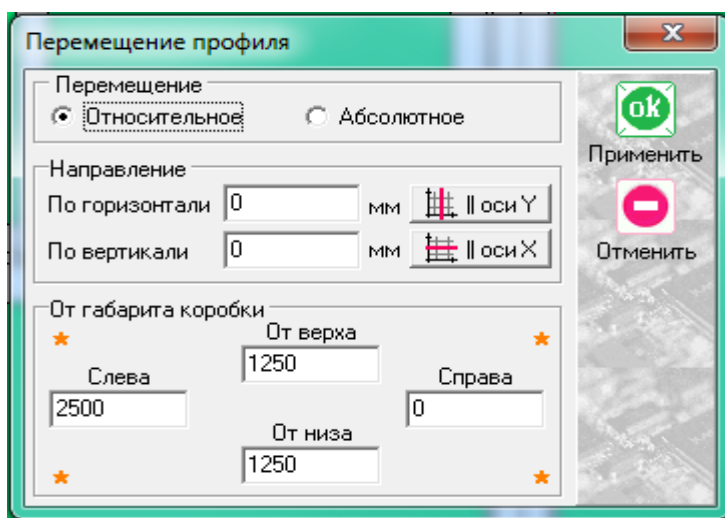 Перемещение профиля
Перемещение
Относительное Абсолютное
ok
Применить
Направление
По горизонтали 0 мм || оси Y
По вертикали 0 мм || оси X
Отменить
От габарита коробки
От верха
1250
Слева Справа
2500 0
От низа
1250